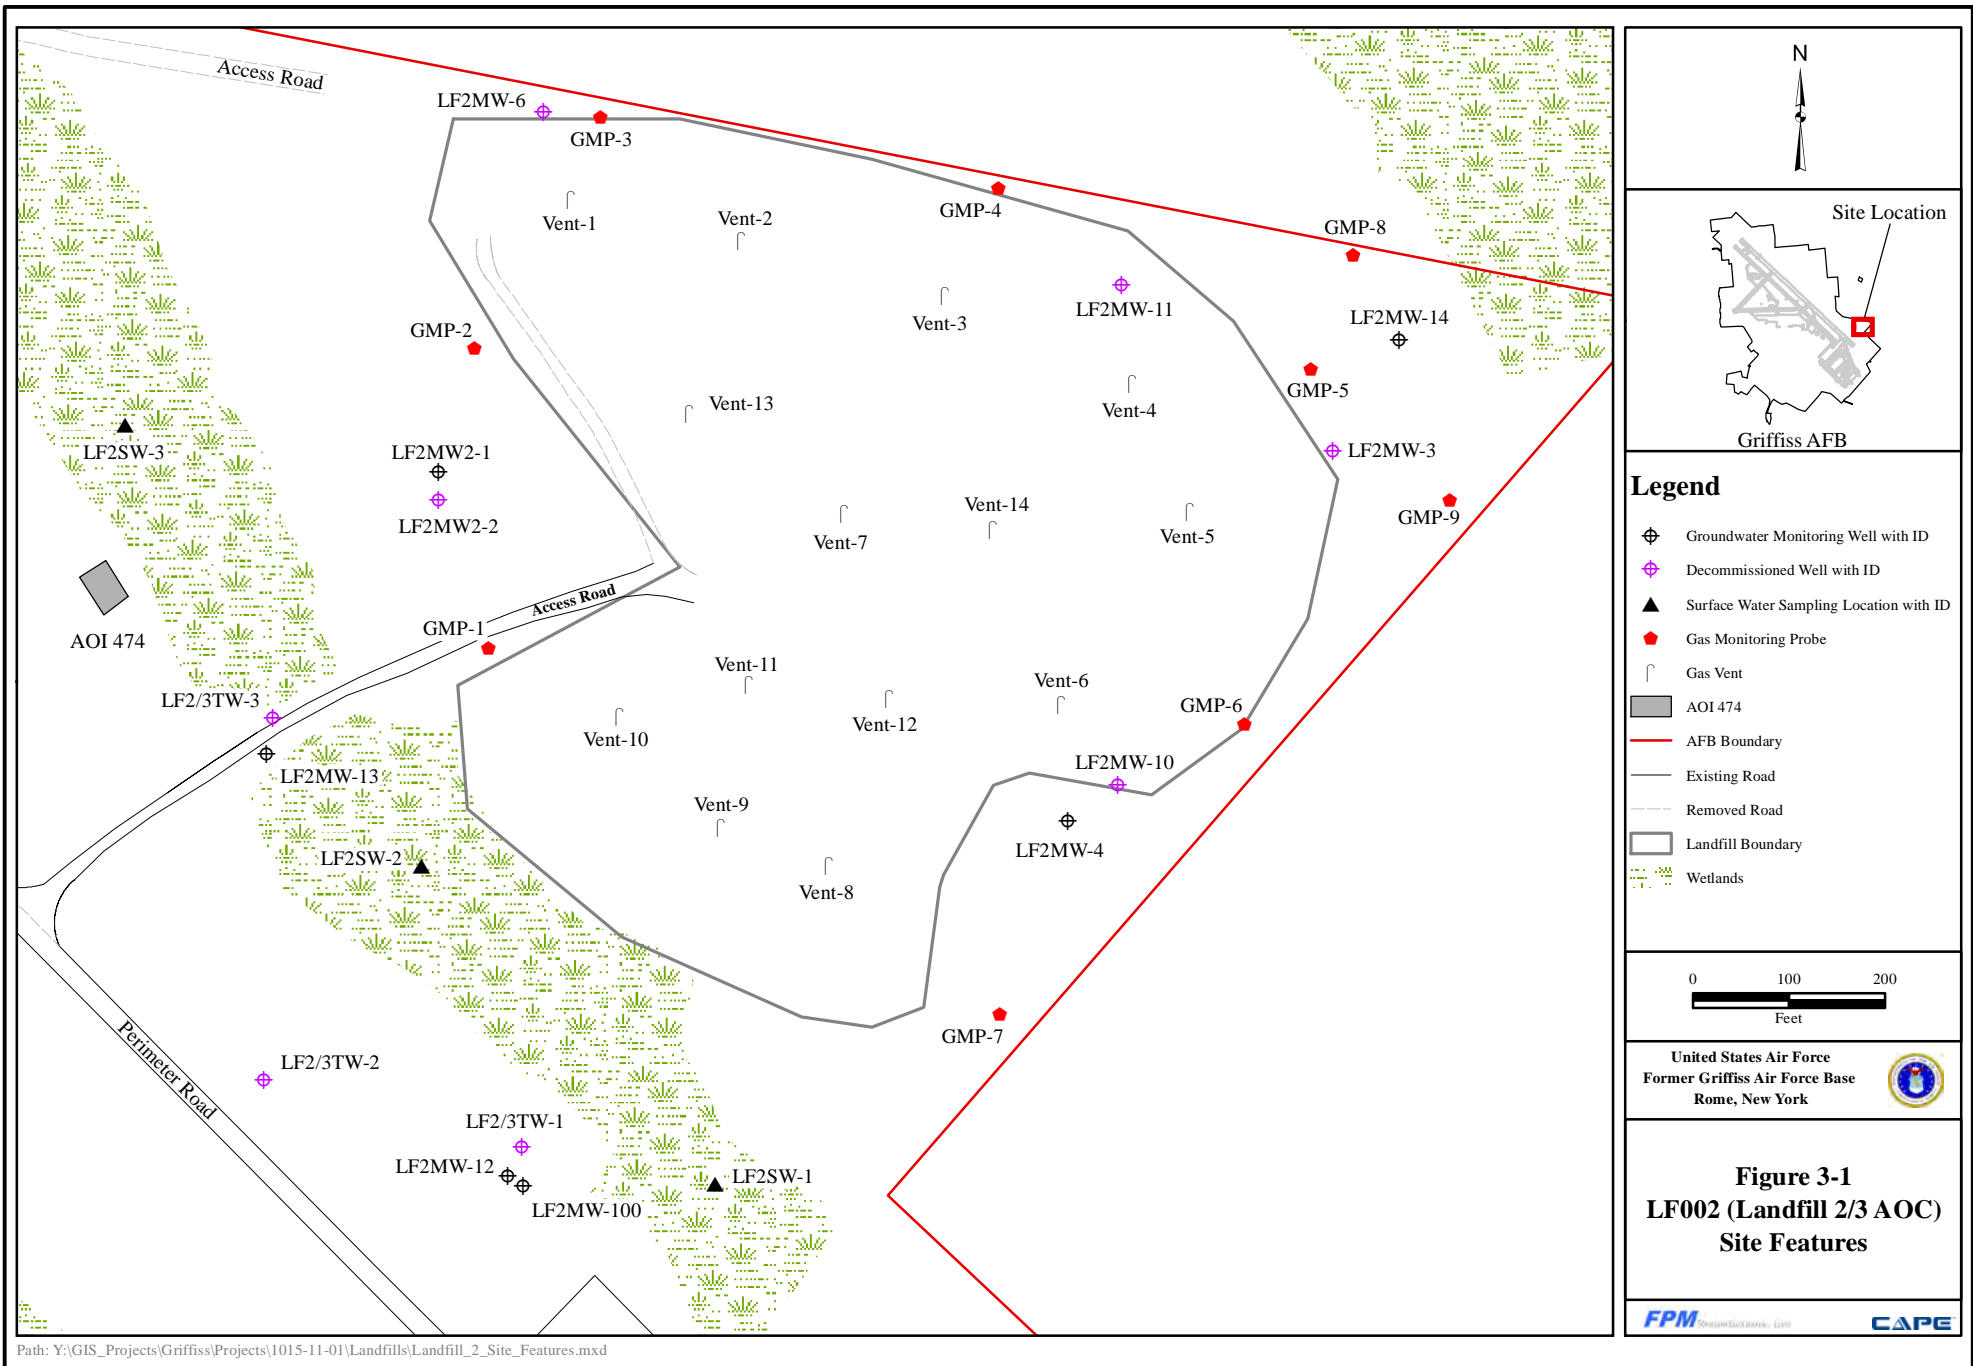 Access Road
LF2MW-6
GMP-3
GMP-4
GMP-8
Vent-1
Vent-2
Vent-3
LF2MW-11
LF2MW-14
GMP-2
GMP-5
Vent-4
Vent-13
LF2SW-3
LF2MW2-1
LF2MW-3
LF2MW2-2
Vent-14
Vent-7
Vent-5
GMP-9
AOI 474
Access Road
GMP-1
Vent-11
Vent-6
LF2/3TW-3
GMP-6
Vent-10
Vent-12
LF2MW-13
LF2MW-10
Vent-9
LF2SW-2
LF2MW-4
Vent-8
GMP-7
Perimeter Road
LF2/3TW-2
LF2/3TW-1
LF2MW-12
LF2SW-1
LF2MW-100
N
Site Location
Griffiss AFB
Legend
Groundwater Monitoring Well with ID
Decommissioned Well with ID
Surface Water Sampling Location with ID
Gas Monitoring Probe
Gas Vent
AOI 474
AFB Boundary
Existing Road
Removed Road
Landfill Boundary
Wetlands
0 100 200
Feet
United States Air Force
Former Griffiss Air Force Base
Rome, New York
Figure 3-1
LF002 (Landfill 2/3 AOC)
Site Features
FPM Remediations, Inc
CAPE
Path: Y:\GIS_Projects\Griffiss\Projects\1015-11-01\Landfills\Landfill_2_Site_Features.mxd